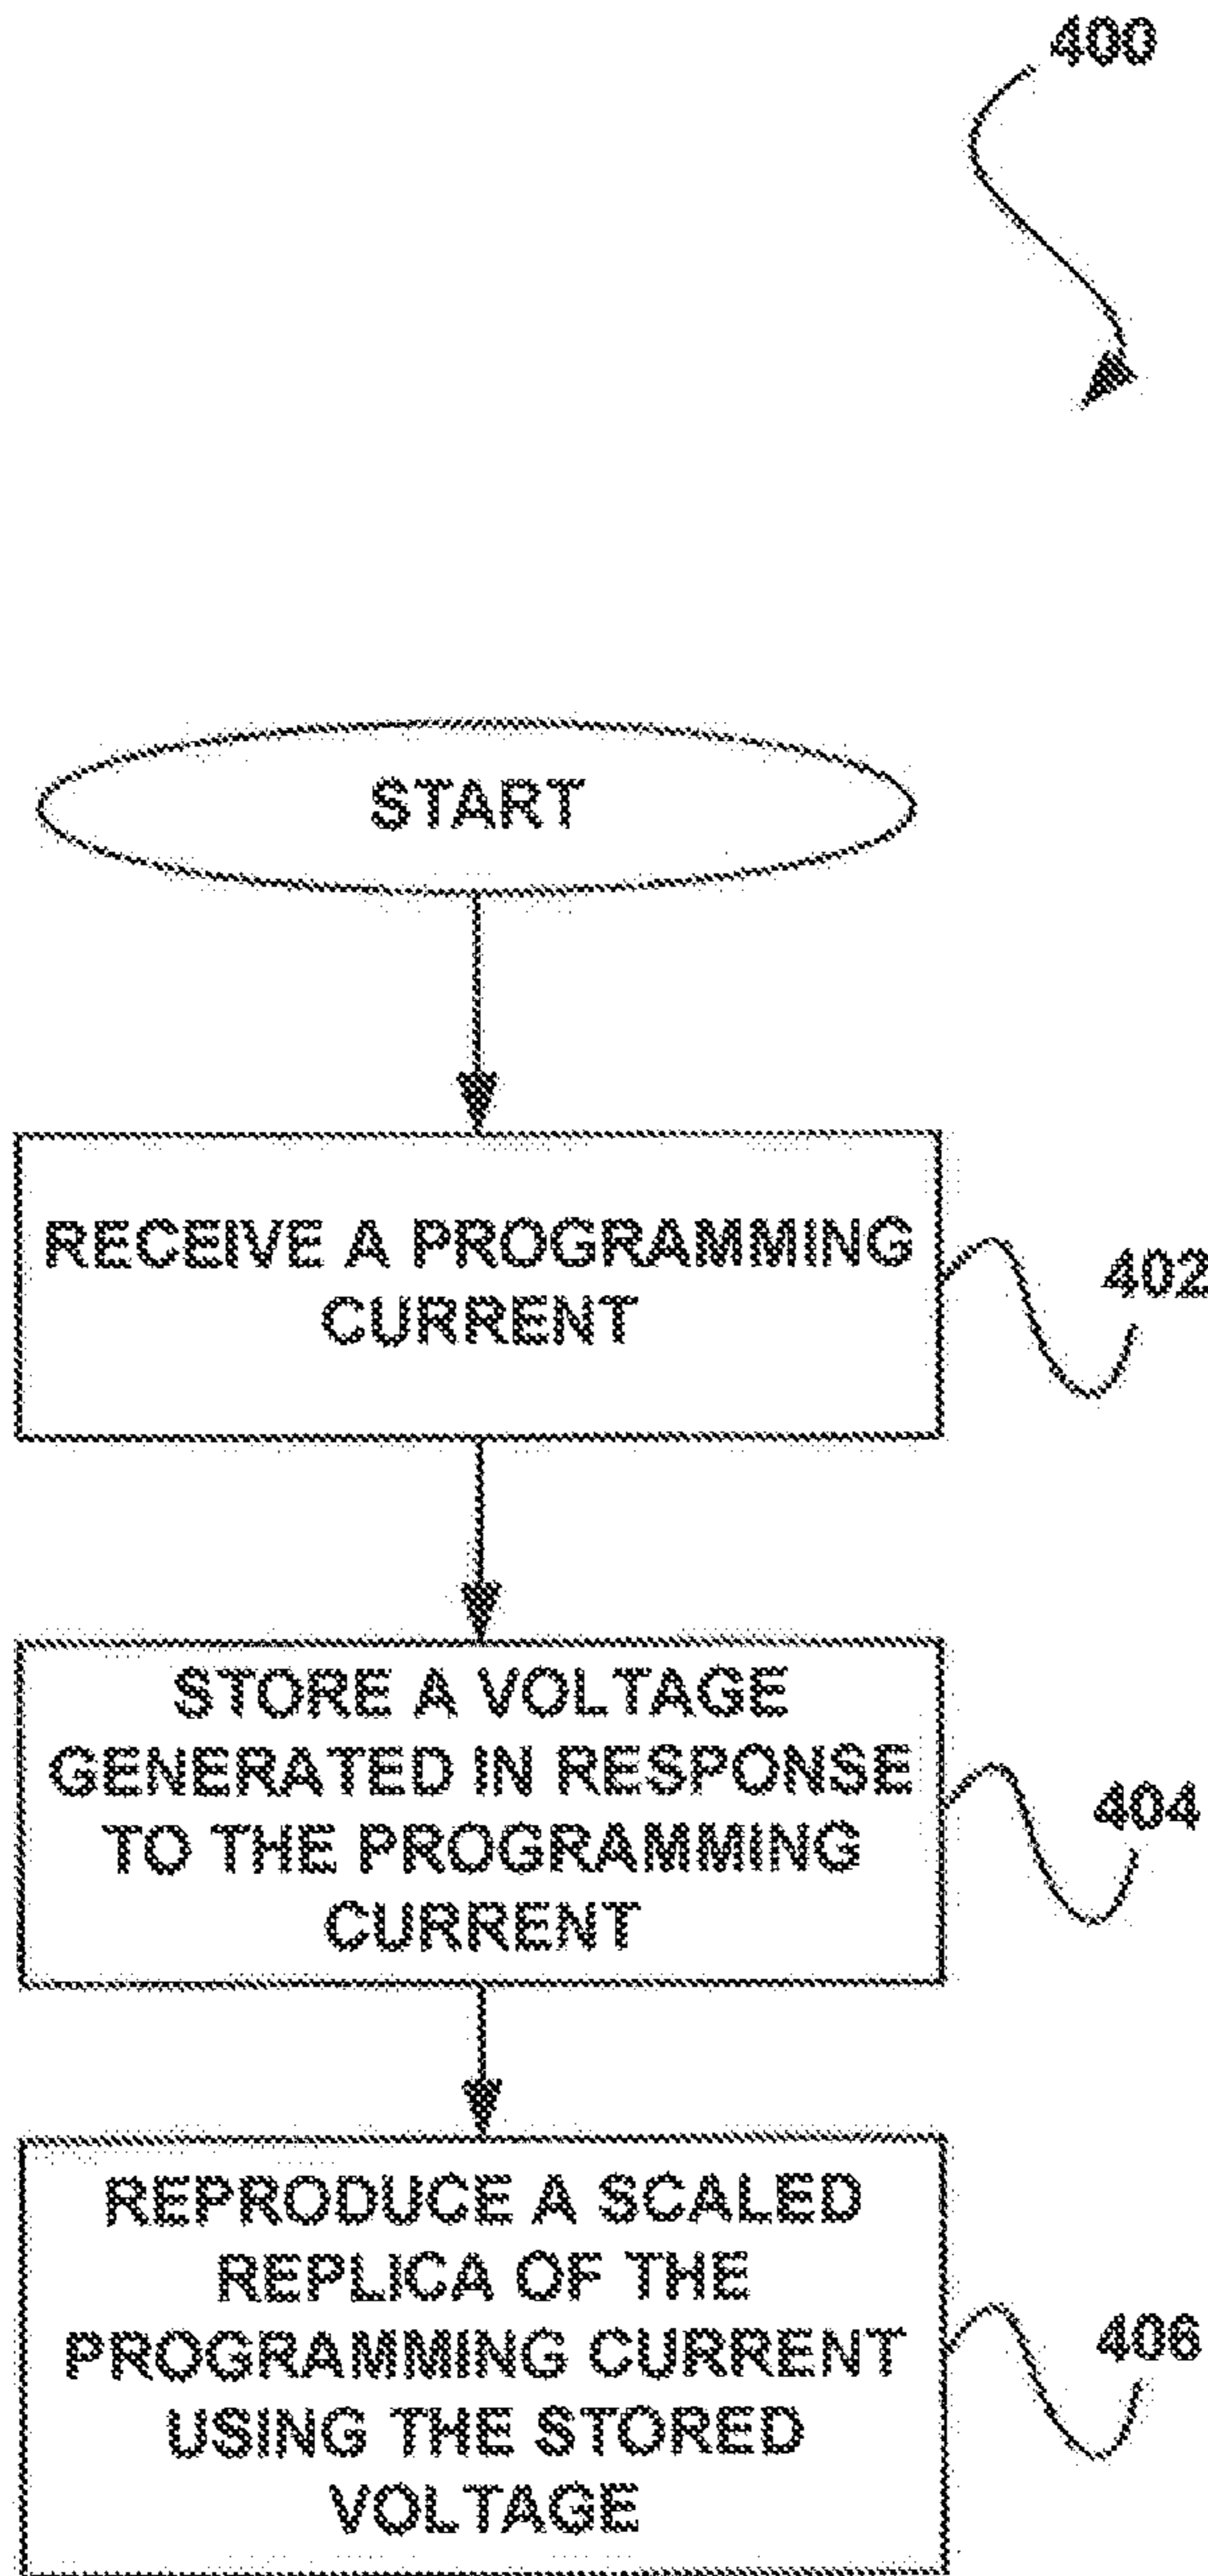 400
START
RECEIVE A PROGRAMMING
CURRENT
402
STORE A VOLTAGE
GENERATED IN RESPONSE
TO THE PROGRAMMING
CURRENT
404
REPRODUCE A SCALED
REPLICA OF THE
PROGRAMMING CURRENT
USING THE STORED
VOLTAGE
406